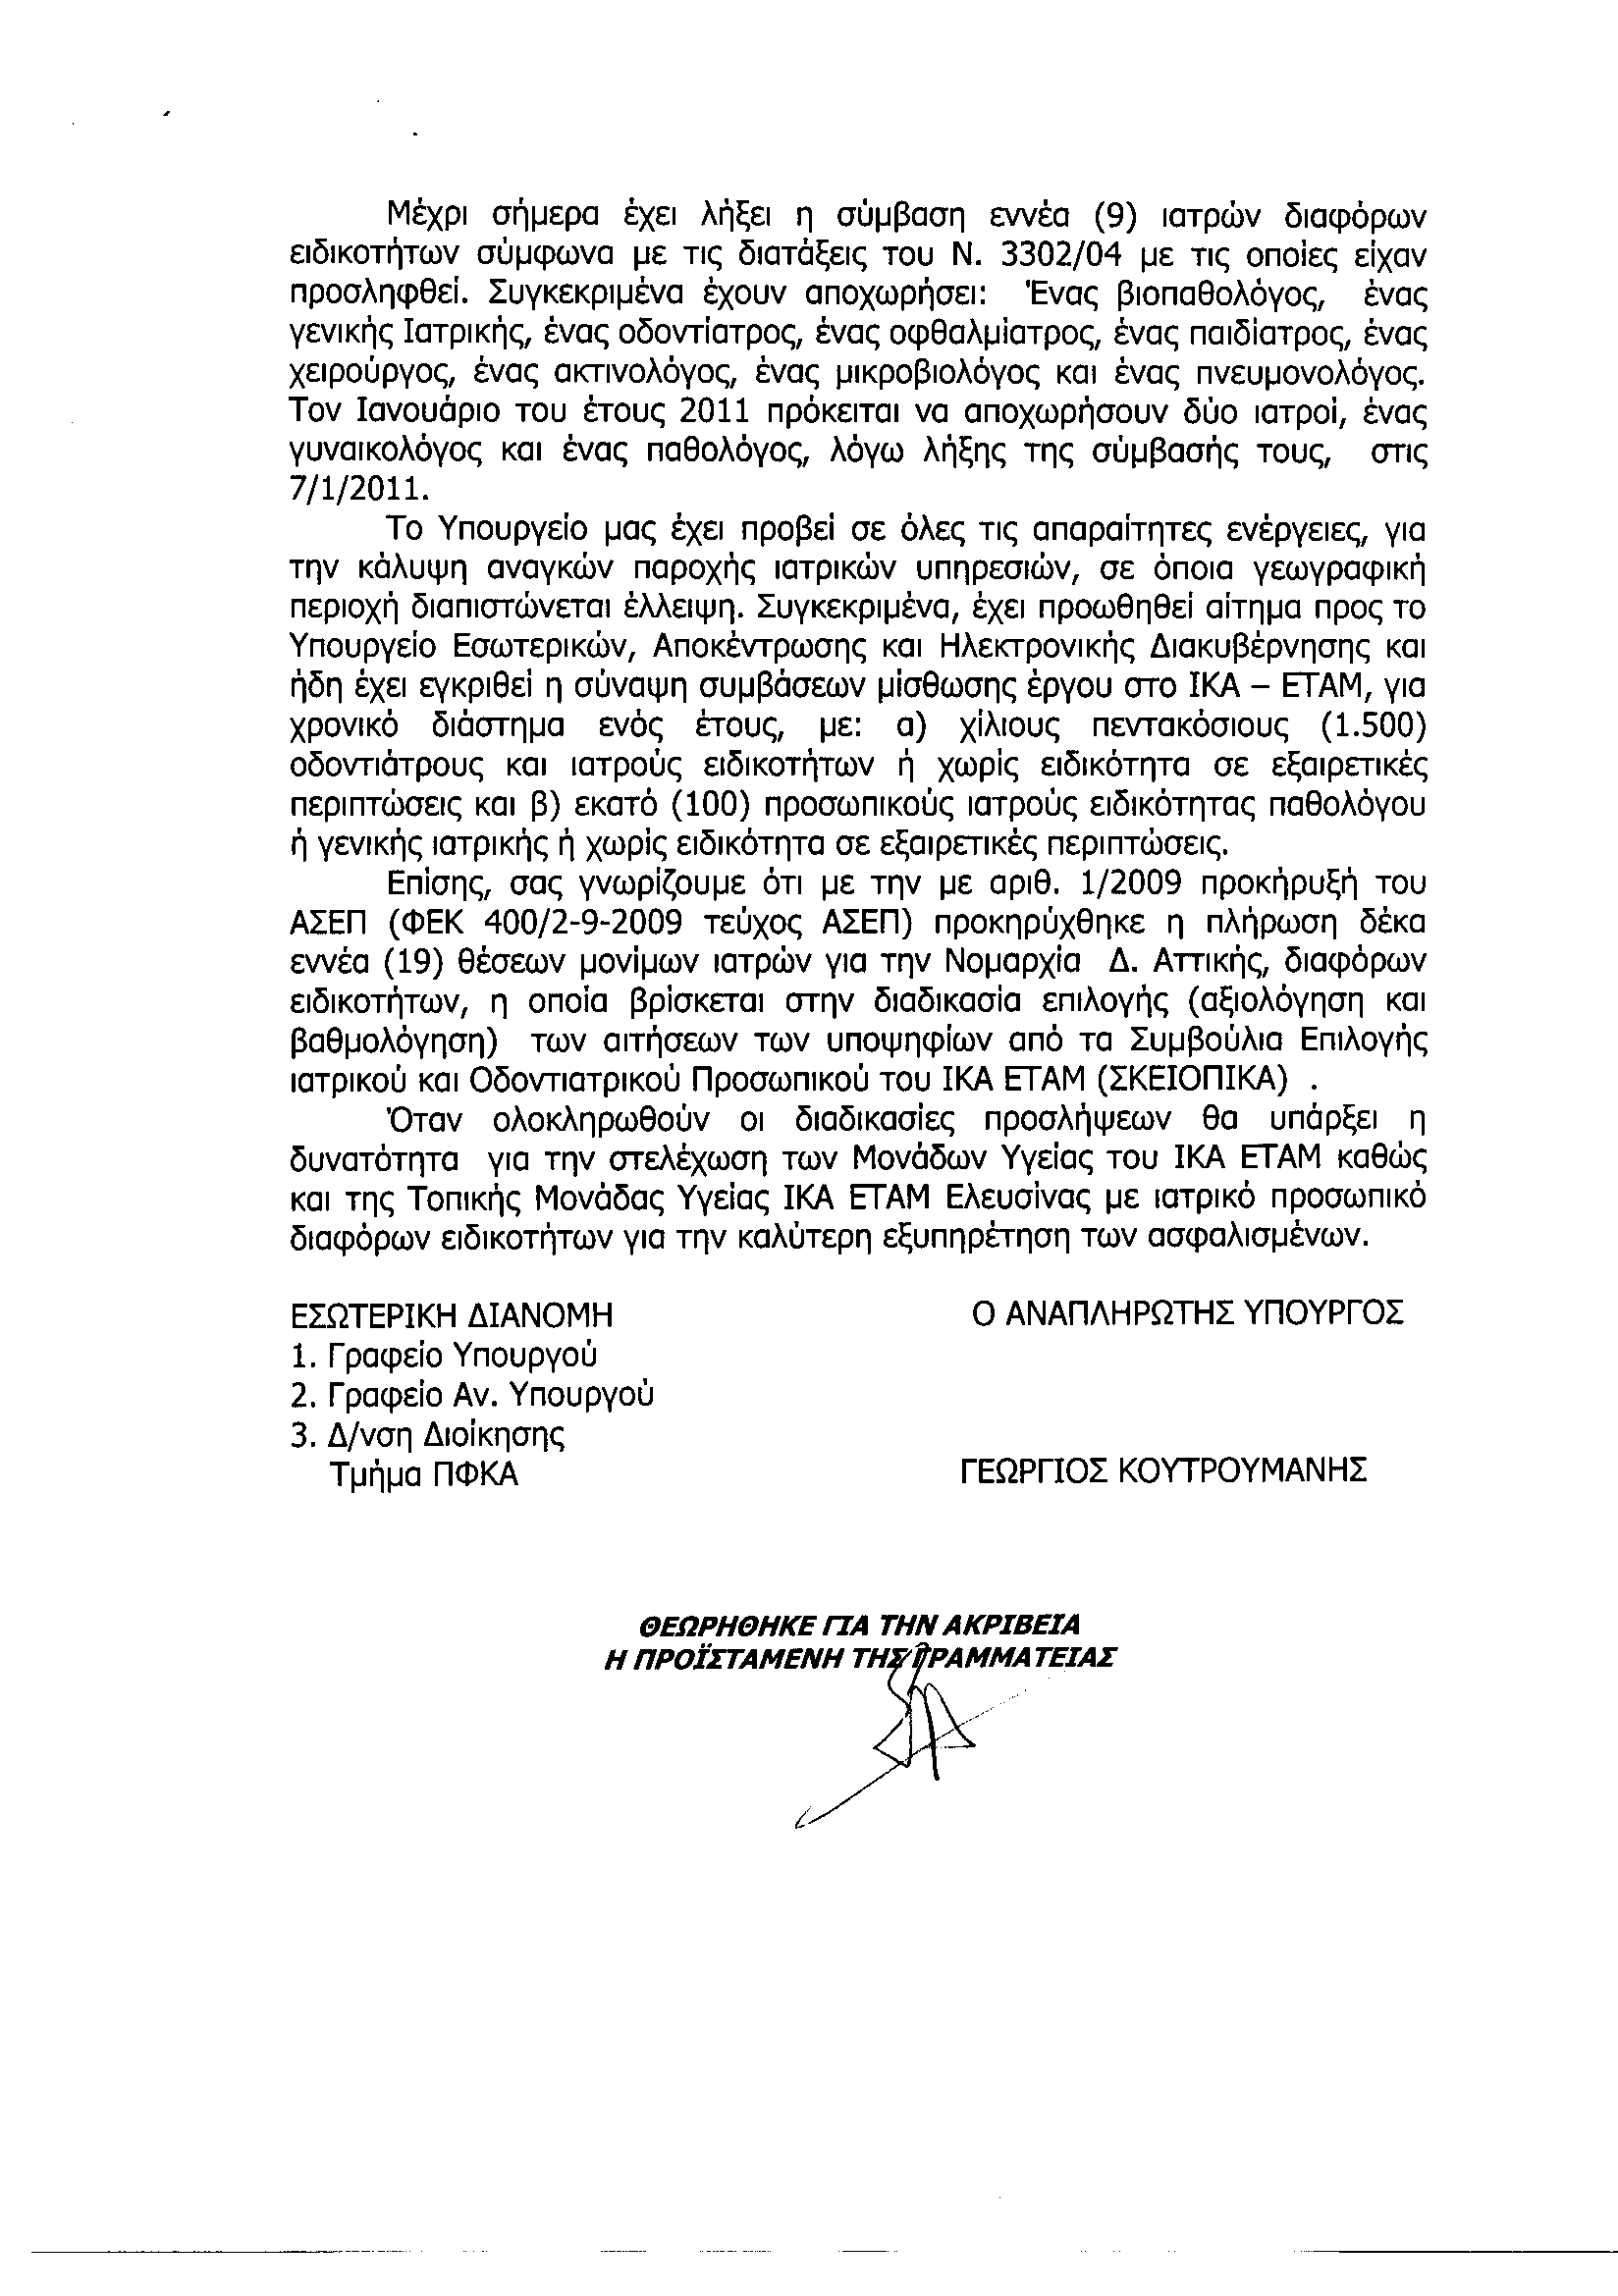 Μέχρι σήμερα έχει λήξει η σύμβαση εννέα (9) ιατρών διαφόρων
ειδικοτήτων σύμφωνα με τις διατάξεις του Ν. 3302/04 με τις οποίες είχαν
προσληφθεί. Συγκεκριμένα έχουν αποχωρήσει: Ένας βιοπαθολόγος, ένας
γενικής Ιατρικής, ένας οδοντίατρος, ένας οφθαλμίατρος, ένας παιδίατρος, ένας
χειρούργος, ένας ακτινολόγος, ένας μικροβιολόγος και ένας πνευμονολόγος.
Τον Ιανουάριο του έτους 2011 πρόκειται να αποχωρήσουν δύο ιατροί, ένας
γυναικολόγος και ένας παθολόγος, λόγω λήξης της σύμβασής τους, στις
7/1/2011.
Το Υπουργείο μας έχει προβεί σε όλες τις απαραίτητες ενέργειες, για
την κάλυψη αναγκών παροχής ιατρικών υπηρεσιών, σε όποια γεωγραφική
περιοχή διαπιστώνεται έλλειψη. Συγκεκριμένα, έχει προωθηθεί αίτημα προς το
Υπουργείο Εσωτερικών, Αποκέντρωσης και Ηλεκτρονικής Διακυβέρνησης και
ήδη έχει εγκριθεί η σύναψη συμβάσεων μίσθωσης έργου στο ΙΚΑ – ΕΤΑΜ, για
χρονικό διάστημα ενός έτους, με: α) χίλιους πεντακόσιους (1.500)
οδοντιάτρους και ιατρούς ειδικοτήτων ή χωρίς ειδικότητα σε εξαιρετικές
περιπτώσεις και β) εκατό (100) προσωπικούς ιατρούς ειδικότητας παθολόγου
ή γενικής ιατρικής ή χωρίς ειδικότητα σε εξαιρετικές περιπτώσεις.
Επίσης, σας γνωρίζουμε ότι με την με αριθ. 1/2009 προκήρυξή του
ΑΣΕΠ (ΦΕΚ 400/2-9-2009 τεύχος ΑΣΕΠ) προκηρύχθηκε η πλήρωση δέκα
εννέα (19) θέσεων μονίμων ιατρών για την Νομαρχία Δ. Αττικής, διαφόρων
ειδικοτήτων, η οποία βρίσκεται στην διαδικασία επιλογής (αξιολόγηση και
βαθμολόγηση) των αιτήσεων των υποψηφίων από τα Συμβούλια Επιλογής
ιατρικού και Οδοντιατρικού Προσωπικού του ΙΚΑ ΕΤΑΜ (ΣΚΕΙΟΠΙΚΑ) .
Όταν ολοκληρωθούν οι διαδικασίες προσλήψεων θα υπάρξει η
δυνατότητα για την στελέχωση των Μονάδων Υγείας του ΙΚΑ ΕΤΑΜ καθώς
και της Τοπικής Μονάδας Υγείας ΙΚΑ ΕΤΑΜ Ελευσίνας με ιατρικό προσωπικό
διαφόρων ειδικοτήτων για την καλύτερη εξυπηρέτηση των ασφαλισμένων.
ΕΣΩΤΕΡΙΚΗ ΔΙΑΝΟΜΗ
1. Γραφείο Υπουργού
2. Γραφείο Αν. Υπουργού
3. Δ/νση Διοίκησης
Τμήμα ΠΦΚΑ
Ο ΑΝΑΠΛΗΡΩΤΗΣ ΥΠΟΥΡΓΟΣ
ΓΕΩΡΓΙΟΣ ΚΟΥΤΡΟΥΜΑΝΗΣ
ΘΕΩΡΗΘΗΚΕ ΓΙΑ ΤΗΝ ΑΚΡΙΒΕΙΑ
Η ΠΡΟΪΣΤΑΜΕΝΗ ΤΗΣ ΓΡΑΜΜΑΤΕΙΑΣ